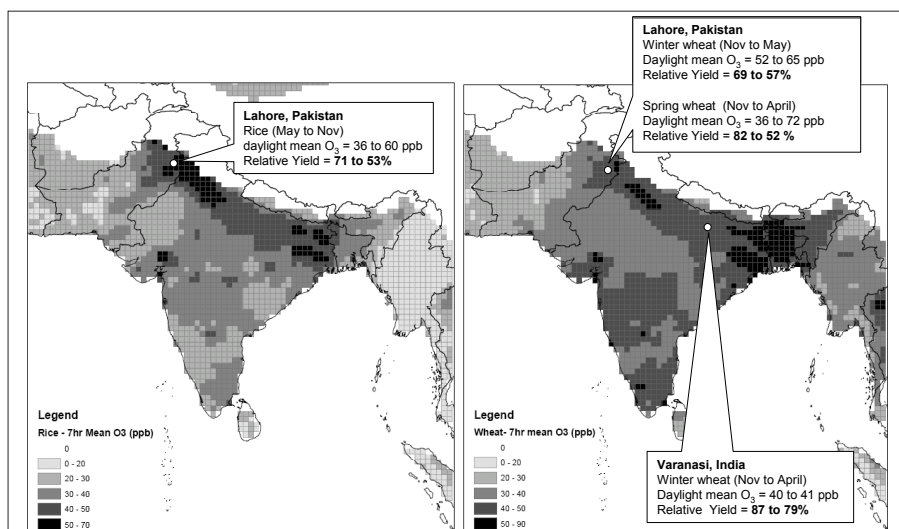 Lahore, Pakistan
Rice (May to Nov)
daylight mean O3 = 36 to 60 ppb
Relative Yield = 71 to 53%
Legend
Rice - 7hr Mean O3 (ppb)
0
0 - 20
20 - 30
30 - 40
40 - 50
50 - 70
Lahore, Pakistan
Winter wheat (Nov to May)
Daylight mean O3 = 52 to 65 ppb
Relative Yield = 69 to 57%
Spring wheat (Nov to April)
Daylight mean O3 = 36 to 72 ppb
Relative Yield = 82 to 52 %
Legend
Wheat- 7hr mean O3 (ppb)
0
0 - 20
20 - 30
30 - 40
40 - 50
50 - 90
Varanasi, India
Winter wheat (Nov to April)
Daylight mean O3 = 40 to 41 ppb
Relative Yield = 87 to 79%